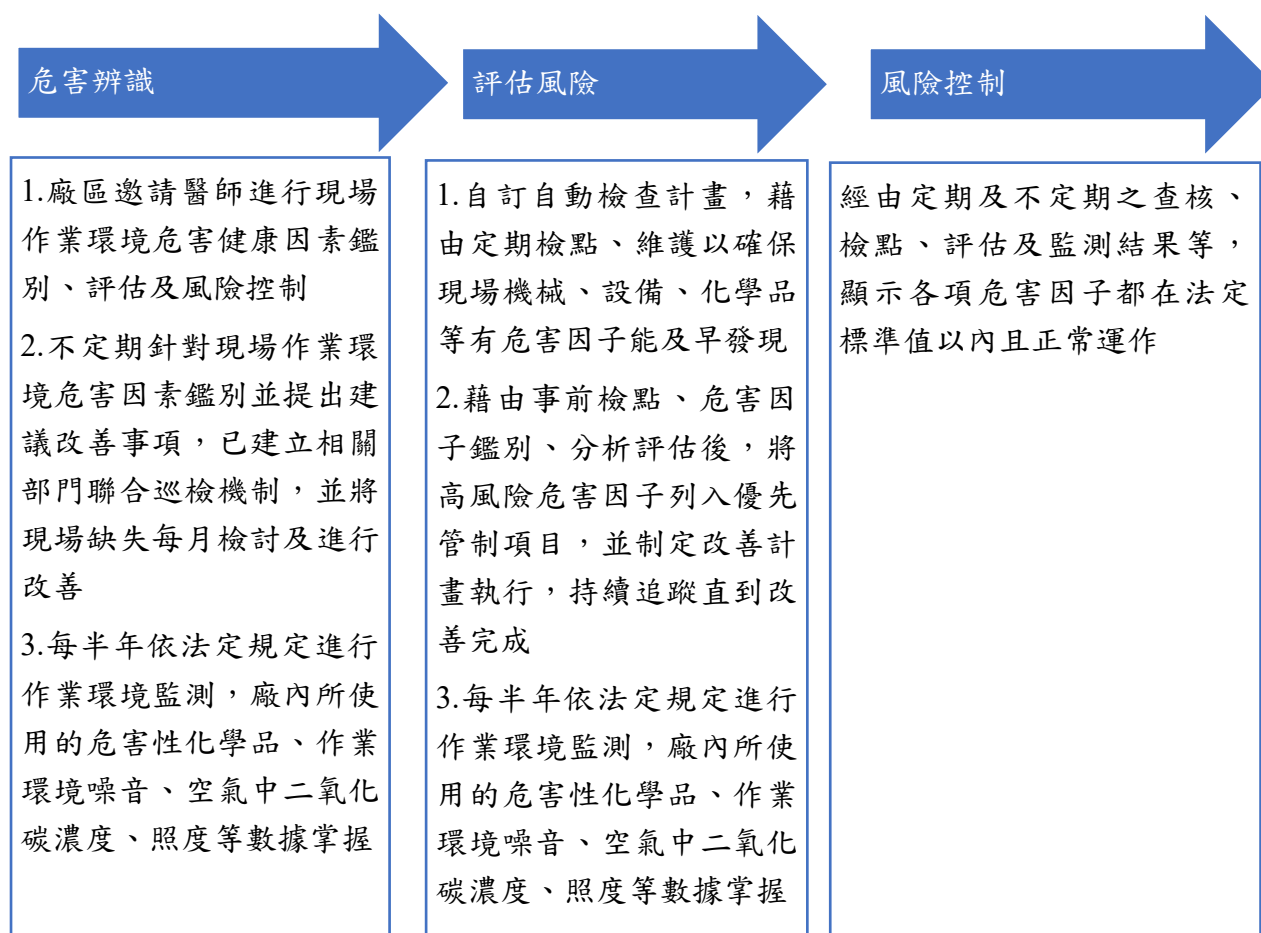 危害辨識
1.廠區邀請醫師進行現場
作業環境危害健康因素鑑
別、評估及風險控制
2.不定期針對現場作業環
境危害因素鑑別並提出建
議改善事項，已建立相關
部門聯合巡檢機制，並將
現場缺失每月檢討及進行
改善
3.每半年依法定規定進行
作業環境監測，廠內所使
用的危害性化學品、作業
環境噪音、空氣中二氧化
碳濃度、照度等數據掌握
評估風險
1.自訂自動檢查計畫，藉
由定期檢點、維護以確保
現場機械、設備、化學品
等有危害因子能及早發現
2.藉由事前檢點、危害因
子鑑別、分析評估後，將
高風險危害因子列入優先
管制項目，並制定改善計
畫執行，持續追蹤直到改
善完成
3.每半年依法定規定進行
作業環境監測，廠內所使
用的危害性化學品、作業
環境噪音、空氣中二氧化
碳濃度、照度等數據掌握
風險控制
經由定期及不定期之查核、
檢點、評估及監測結果等，
顯示各項危害因子都在法定
標準值以內且正常運作